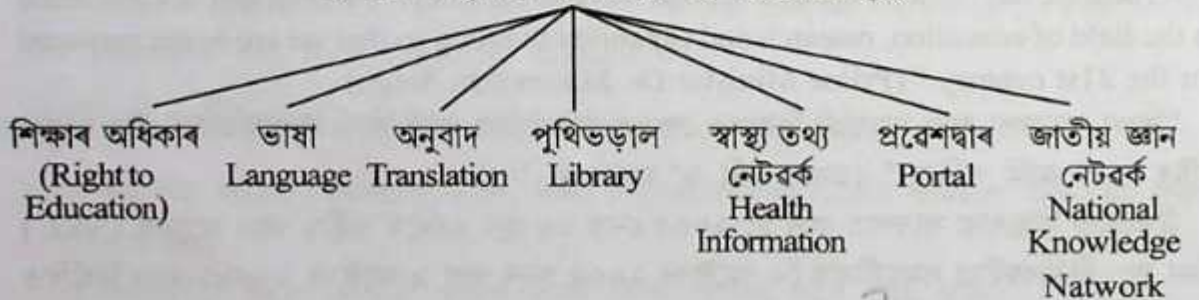 শিক্ষাৰ অধিকাৰ
(Right to
Education)
ভাষা
Language
অনুবাদ
Translation
পুথিভড়াল
Library
স্বাস্থ্য তথ্য
নেটৱৰ্ক
Health
Information
প্ৰৱেশদ্বাৰ
Portal
জাতীয় জ্ঞান
নেটৱৰ্ক
National
Knowledge
Natwork